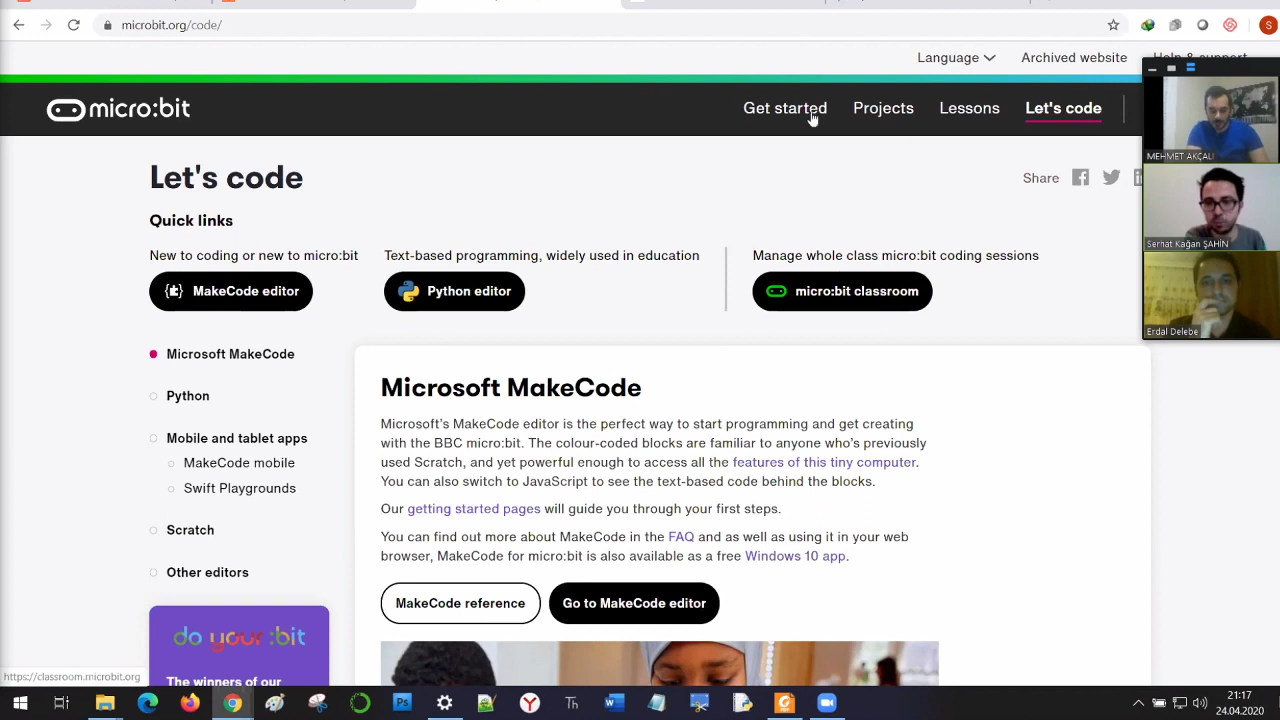 microbit.org/code/
Language
Archived website
Help & support
micro:bit
Get started
Projects
Lessons
Let's code
Let's code
Share
Quick links
New to coding or new to micro:bit
Text-based programming, widely used in education
Manage whole class micro:bit coding sessions
MakeCode editor
Python editor
micro:bit classroom
Microsoft MakeCode
Python
Mobile and tablet apps
MakeCode mobile
Swift Playgrounds
Scratch
Other editors
do your :bit
The winners of our
Microsoft MakeCode
Microsoft's MakeCode editor is the perfect way to start programming and get creating
with the BBC micro:bit. The colour-coded blocks are familiar to anyone who's previously
used Scratch, and yet powerful enough to access all the features of this tiny computer.
You can also switch to JavaScript to see the text-based code behind the blocks.
Our getting started pages will guide you through your first steps.
You can find out more about MakeCode in the FAQ and as well as using it in your web
browser, MakeCode for micro:bit is also available as a free Windows 10 app.
MakeCode reference
Go to MakeCode editor
MEHMET AKÇALI
Serhat Kağan ŞAHİN
Erdal Delebe
https://classroom.microbit.org
S
Ps
Th
21:17
24.04.2020